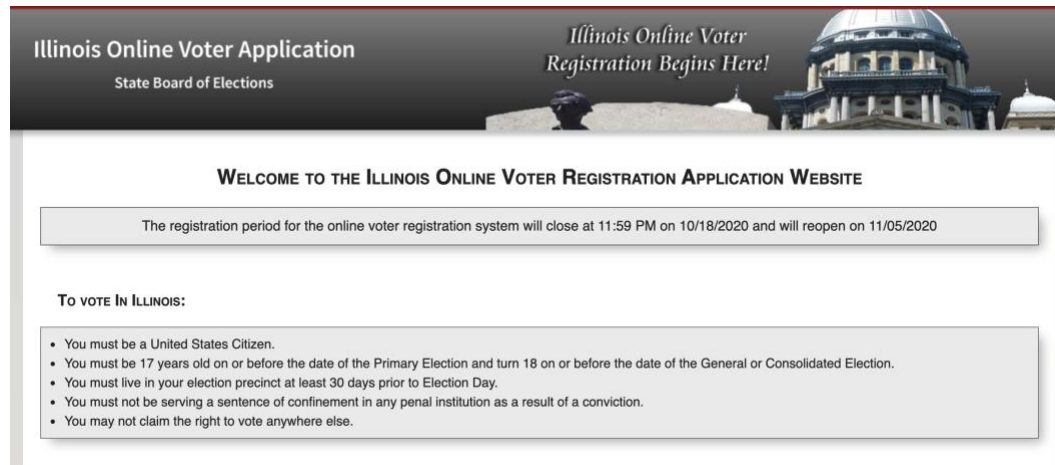 Illinois Online Voter Application
State Board of Elections
Illinois Online Voter
Registration Begins Here!
WELCOME TO THE ILLINOIS ONLINE VOTER REGISTRATION APPLICATION WEBSITE
The registration period for the online voter registration system will close at 11:59 PM on 10/18/2020 and will reopen on 11/05/2020
TO VOTE IN ILLINOIS:
• You must be a United States Citizen.
• You must be 17 years old on or before the date of the Primary Election and turn 18 on or before the date of the General or Consolidated Election.
• You must live in your election precinct at least 30 days prior to Election Day.
• You must not be serving a sentence of confinement in any penal institution as a result of a conviction.
• You may not claim the right to vote anywhere else.